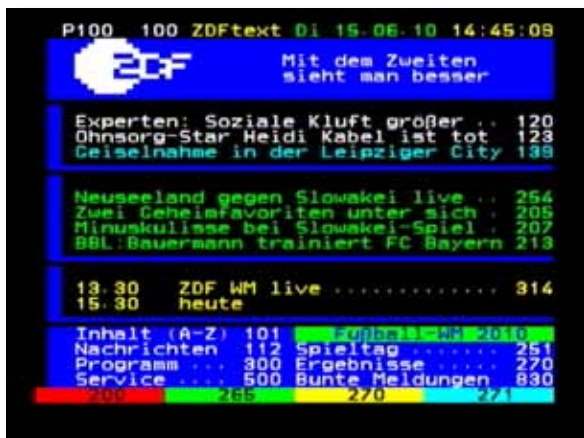 P100 100 ZDFtext Di 15.06.10 14:45:09
ZDF Mit dem Zweiten
sieht man besser
Experten: Soziale Kluft größer .. 120
Ohnsorg-Star Heidi Kabel ist tot 123
Geiselnahme in der Leipziger City 139
Neuseeland gegen Slowakei live .. 254
Zwei Geheimfavoriten unter sich . 205
Minuskulisse bei Slowakei-Spiel . 207
BBL:Bauermann trainiert FC Bayern 213
13.30 ZDF WM live ............. 314
15.30 heute
Inhalt (A-Z) 101 Fußball-WM 2010
Nachrichten 112 Spieltag ....... 251
Programm ... 300 Ergebnisse ..... 270
Service .... 500 Bunte Meldungen 830
200 265 270 271